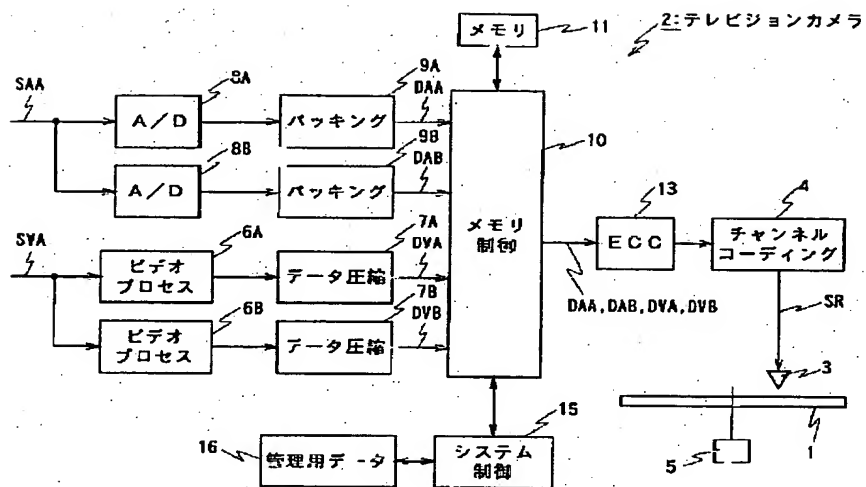 2:テレビジョンカメラ
メモリ
11
SAA
8A
A/D
9A
パッキング
DAA
8B
A/D
9B
パッキング
DAB
10
メモリ
制御
SVA
6A
ビデオ
プロセス
7A
データ圧縮
DVA
6B
ビデオ
プロセス
7B
データ圧縮
DVB
13
ECC
4
チャンネル
コーディング
DAA,DAB,DVA,DVB
SR
3
1
5
15
システム
制御
16
管理用データ